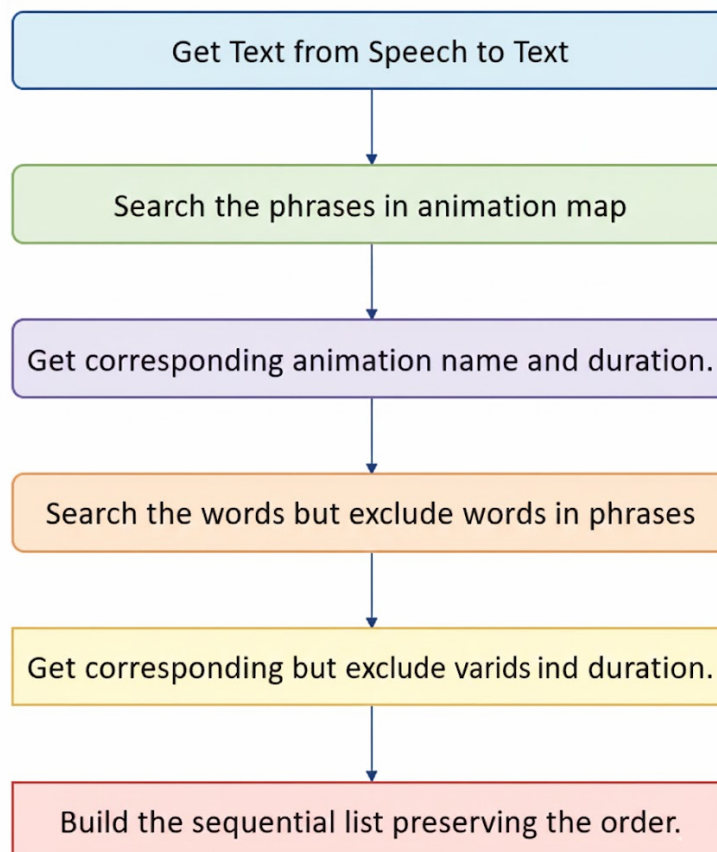 Get Text from Speech to Text
Search the phrases in animation map
Get corresponding animation name and duration.
Search the words but exclude words in phrases
Get corresponding but exclude varids ind duration.
Build the sequential list preserving the order.